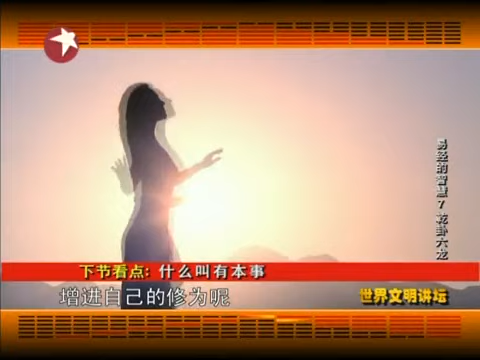 易经的智慧7 乾卦六龙
下节看点：什么叫有本事
增进自己的修为呢
世界文明讲坛